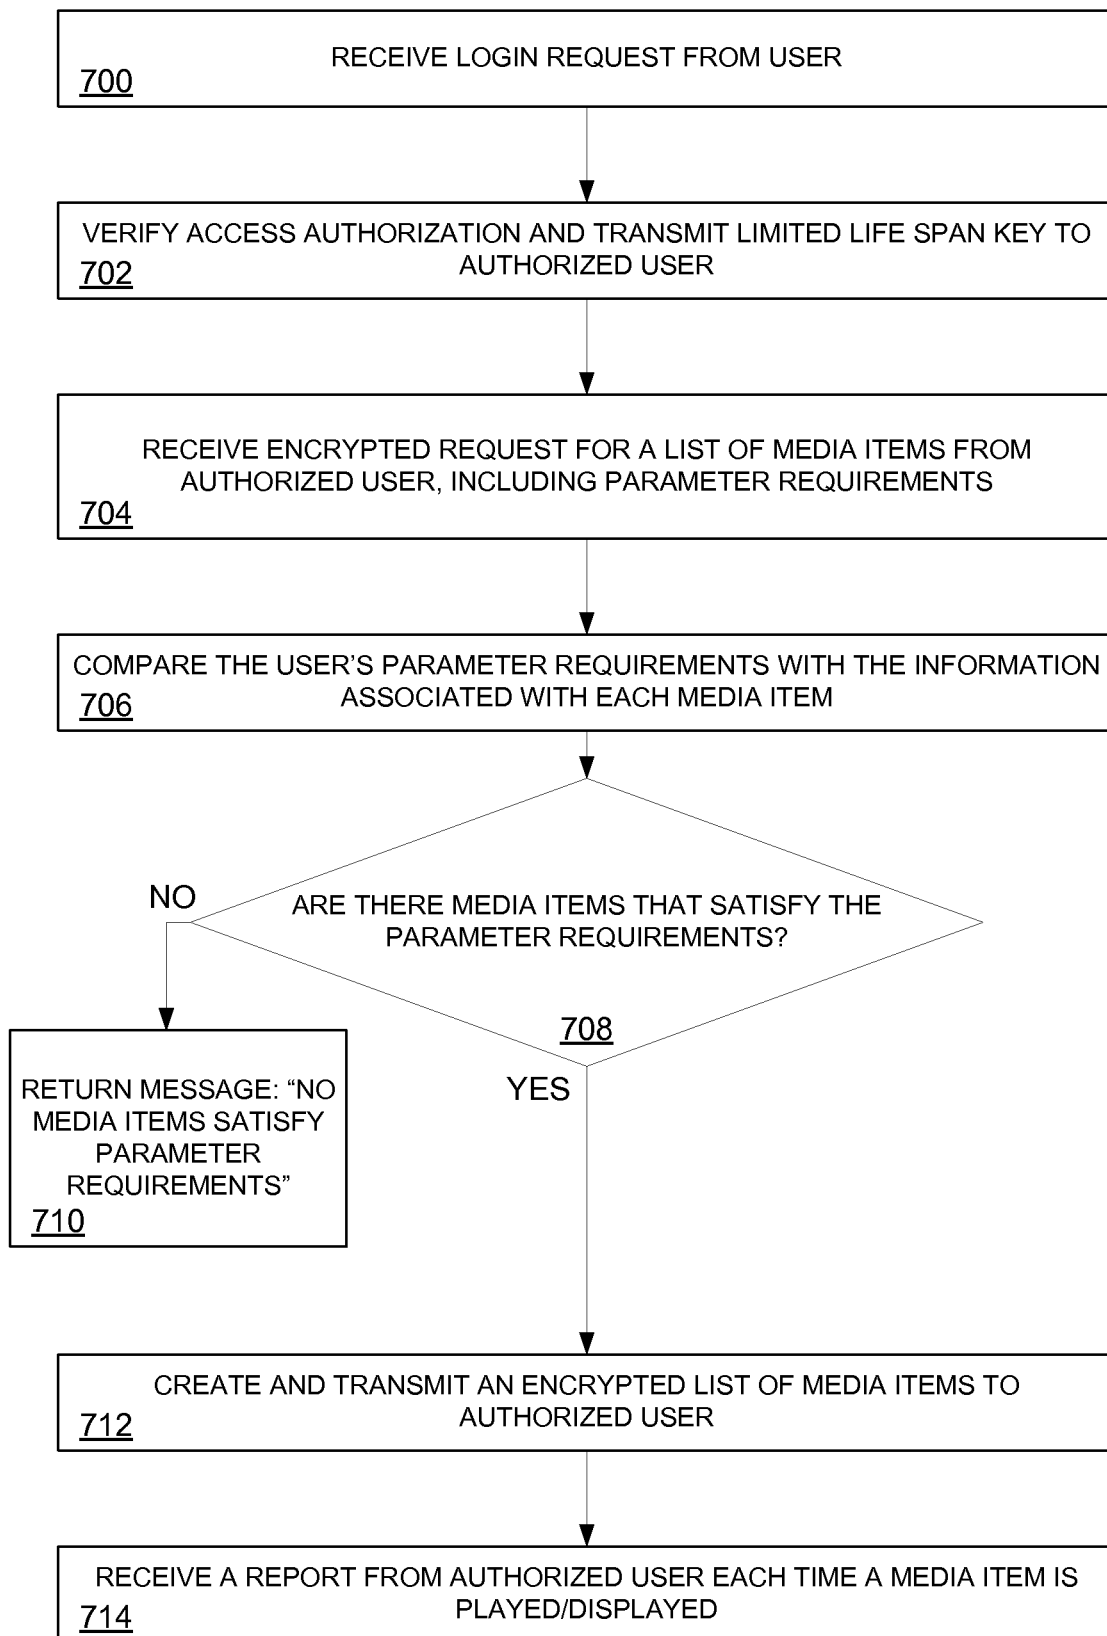 RECEIVE LOGIN REQUEST FROM USER
700
VERIFY ACCESS AUTHORIZATION AND TRANSMIT LIMITED LIFE SPAN KEY TO
AUTHORIZED USER
702
RECEIVE ENCRYPTED REQUEST FOR A LIST OF MEDIA ITEMS FROM
AUTHORIZED USER, INCLUDING PARAMETER REQUIREMENTS
704
COMPARE THE USER'S PARAMETER REQUIREMENTS WITH THE INFORMATION
ASSOCIATED WITH EACH MEDIA ITEM
706
NO
ARE THERE MEDIA ITEMS THAT SATISFY THE
PARAMETER REQUIREMENTS?
708
YES
RETURN MESSAGE: “NO
MEDIA ITEMS SATISFY
PARAMETER
REQUIREMENTS”
710
CREATE AND TRANSMIT AN ENCRYPTED LIST OF MEDIA ITEMS TO
AUTHORIZED USER
712
RECEIVE A REPORT FROM AUTHORIZED USER EACH TIME A MEDIA ITEM IS
PLAYED/DISPLAYED
714